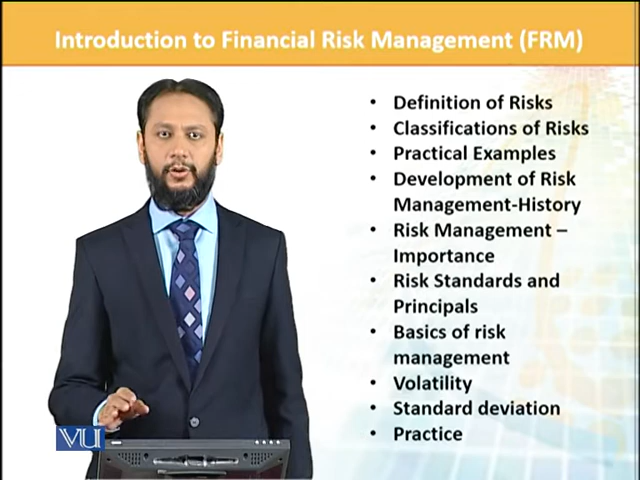 Introduction to Financial Risk Management (FRM)
• Definition of Risks
• Classifications of Risks
• Practical Examples
• Development of Risk
Management-History
• Risk Management –
Importance
• Risk Standards and
Principals
• Basics of risk
management
• Volatility
• Standard deviation
• Practice
VU